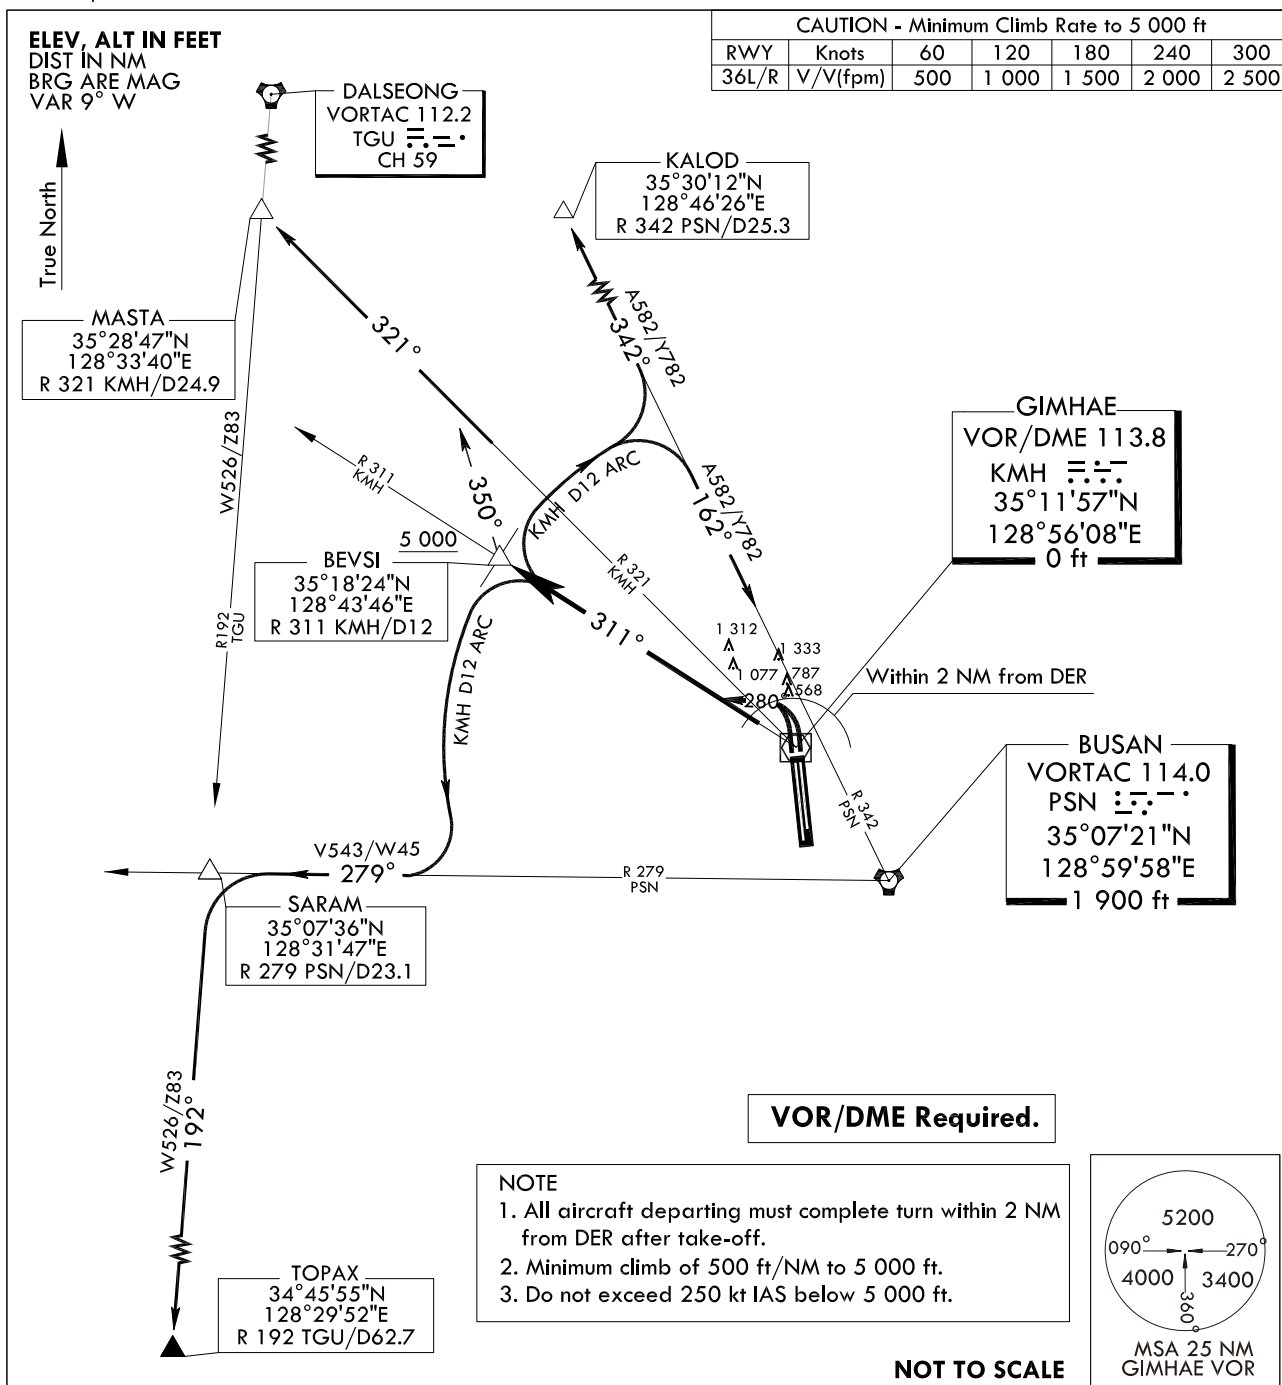 CAUTION - Minimum Climb Rate to 5 000 ft
RWY Knots 60 120 180 240 300
36L/R V/V(fpm) 500 1 000 1 500 2 000 2 500
ELEV, ALT IN FEET
DIST IN NM
BRG ARE MAG
VAR 9° W
True North
DALSEONG
VORTAC 112.2
TGU
CH 59
KALOD
35°30'12"N
128°46'26"E
R 342 PSN/D25.3
MASTA
35°28'47"N
128°33'40"E
R 321 KMH/D24.9
321°
A582/Y782
342°
W526/Z83
R192
TGU
R 311
KMH
350°
KMH D12 ARC
A582/Y782
162°
GIMHAE
VOR/DME 113.8
KMH
35°11'57"N
128°56'08"E
0 ft
5 000
BEVSI
35°18'24"N
128°43'46"E
R 311 KMH/D12
R 321
KMH
311°
KMH D12 ARC
1 312
1 333
1 077
787
568
280°
Within 2 NM from DER
BUSAN
VORTAC 114.0
PSN
35°07'21"N
128°59'58"E
1 900 ft
R 342
PSN
V543/W45
279°
R 279
PSN
SARAM
35°07'36"N
128°31'47"E
R 279 PSN/D23.1
W526/Z83
192°
TOPAX
34°45'55"N
128°29'52"E
R 192 TGU/D62.7
VOR/DME Required.
NOTE
1. All aircraft departing must complete turn within 2 NM
from DER after take-off.
2. Minimum climb of 500 ft/NM to 5 000 ft.
3. Do not exceed 250 kt IAS below 5 000 ft.
NOT TO SCALE
5200
090°
270°
4000
3400
360°
MSA 25 NM
GIMHAE VOR